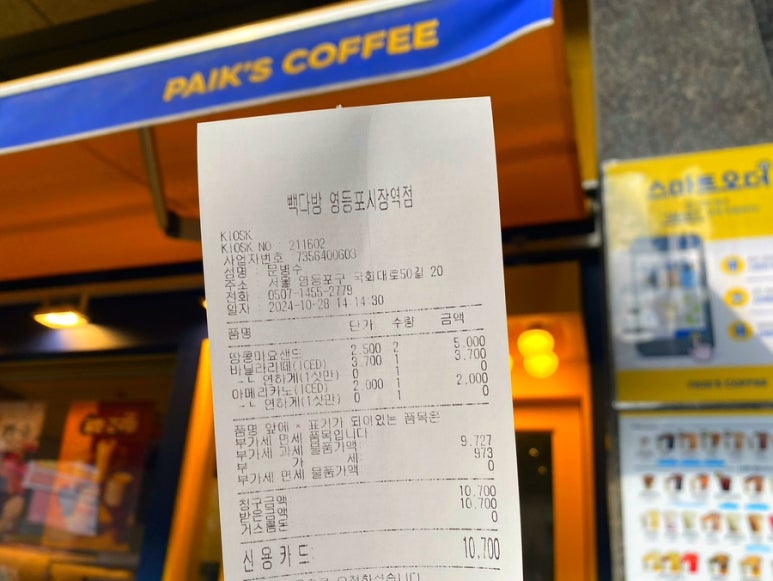 PAIK'S COFFEE
스마트오더
백다방 영등포시장역점
KIOSK
KIOSK NO : 211602
사업자번호 : 7356400603
성명 : 문병수
주소 : 서울 영등포구 국회대로50길 20
전화 : 0507-1455-2779
일자 : 2024-10-28 14:14:30
품명 단가 수량 금액
땅콩마요샌드 2,500 2 5,000
바닐라라떼(ICED) 3,700 1 3,700
-ㄴ 연하게(1샷만) 0 1 0
아메리카노(ICED) 2,000 1 2,000
-ㄴ 연하게(1샷만) 0 1 0
품명 앞에 * 표기가 되어있는 품목은
부가세 면세 품목입니다
부가세 과세 물품가액 9,727
부 가 세 973
부가세 면세 물품가액 0
청구금액 10,700
받은금액 10,700
거스름돈 0
신용카드: 10,700
PAIK'S COFFEE